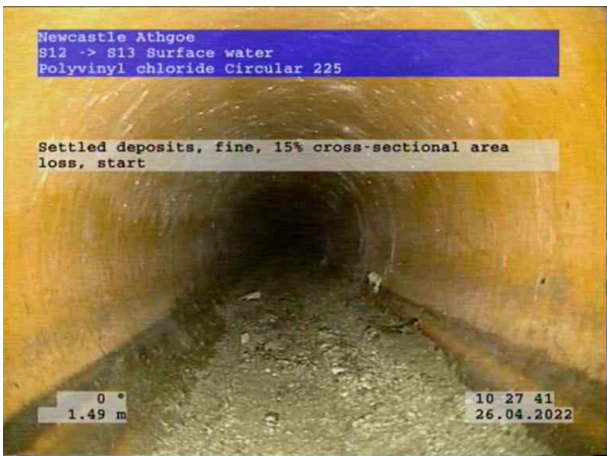 Newcastle Athgoe
S12 -> S13 Surface water
Polyvinyl chloride Circular 225
Settled deposits, fine, 15% cross-sectional area
loss, start
0 °
1.49 m
10 27 41
26.04.2022